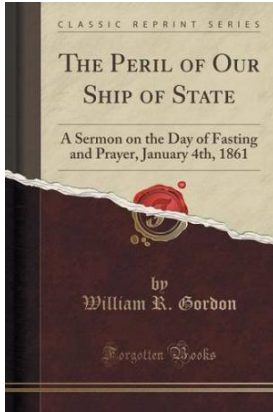 CLASSIC REPRINT SERIES
THE PERIL OF OUR
SHIP OF STATE
A Sermon on the Day of Fasting
and Prayer, January 4th, 1861
by
William R. Gordon
Forgotten Books